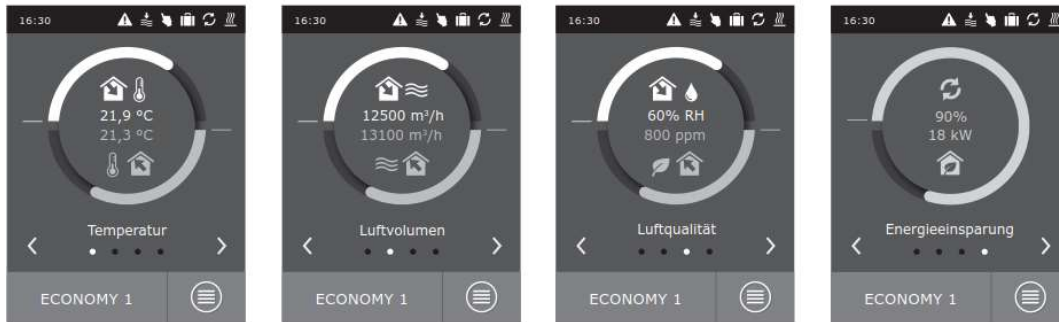 16:30
21,9 °C
21,3 °C
Temperatur
ECONOMY 1
16:30
12500 m³/h
13100 m³/h
Luftvolumen
ECONOMY 1
16:30
60% RH
800 ppm
Luftqualität
ECONOMY 1
16:30
90%
18 kW
Energieeinsparung
ECONOMY 1